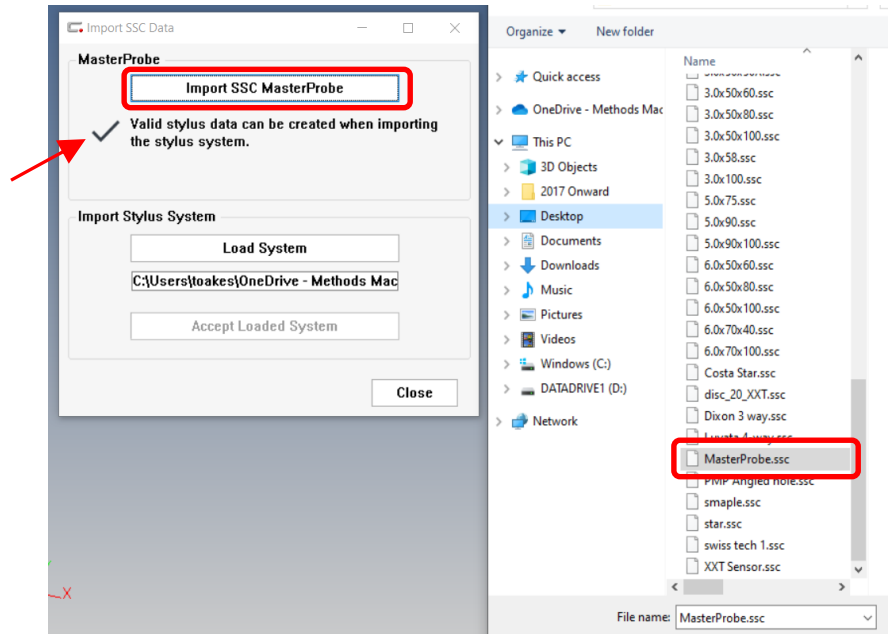 Import SSC Data
MasterProbe
Import SSC MasterProbe
Valid stylus data can be created when importing
the stylus system.
Import Stylus System
Load System
C:\Users\toakes\OneDrive - Methods Mac
Accept Loaded System
Close
X
Organize
New folder
Quick access
OneDrive - Methods Mac
This PC
3D Objects
2017 Onward
Desktop
Documents
Downloads
Music
Pictures
Videos
Windows (C:)
DATADRIVE1 (D:)
Network
Name
3.0x50x60.ssc
3.0x50x80.ssc
3.0x50x100.ssc
3.0x58.ssc
3.0x100.ssc
5.0x75.ssc
5.0x90.ssc
5.0x90x100.ssc
6.0x50x60.ssc
6.0x50x80.ssc
6.0x50x100.ssc
6.0x70x40.ssc
6.0x70x100.ssc
Costa Star.ssc
disc_20_XXT.ssc
Dixon 3 way.ssc
MasterProbe.ssc
PMP Angled hole.ssc
smaple.ssc
star.ssc
swiss tech 1.ssc
XXT Sensor.ssc
File name:
MasterProbe.ssc